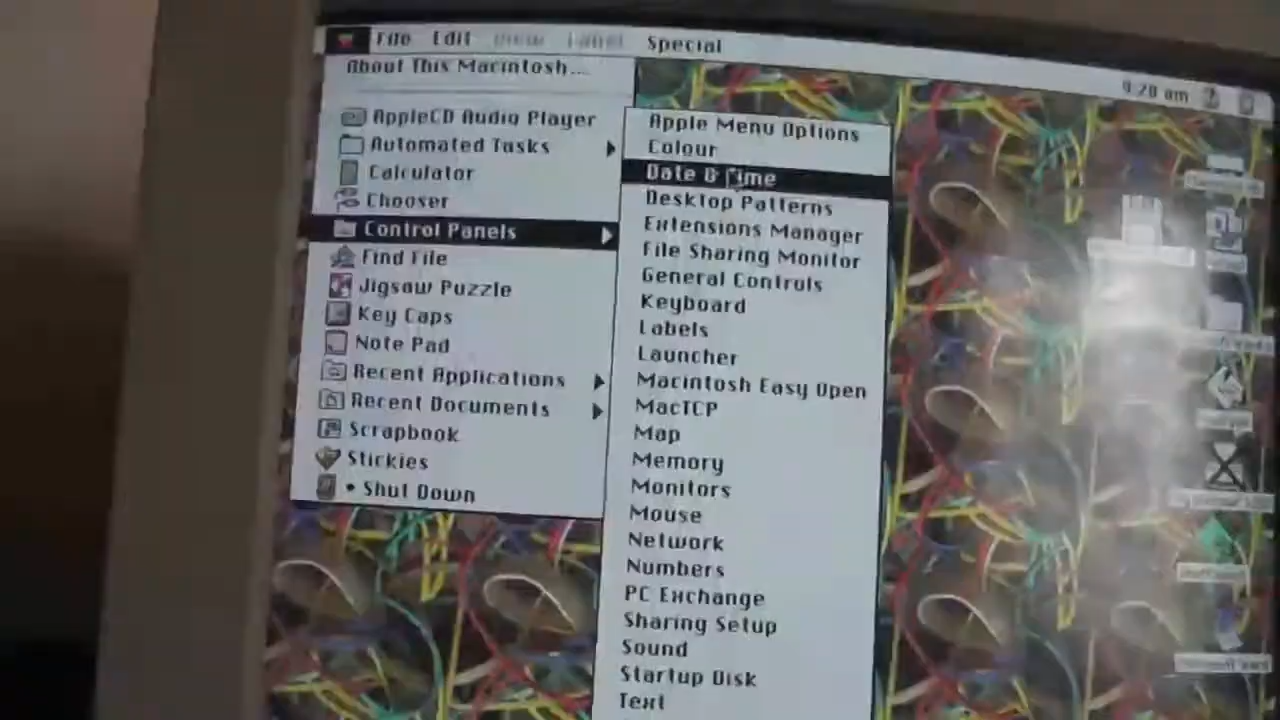 File Edit View Label Special
9:20 am
About This Macintosh...
AppleCD Audio Player
Automated Tasks
Calculator
Chooser
Control Panels
Find File
Jigsaw Puzzle
Key Caps
Note Pad
Recent Applications
Recent Documents
Scrapbook
Stickies
• Shut Down
Apple Menu Options
Colour
Date & Time
Desktop Patterns
Extensions Manager
File Sharing Monitor
General Controls
Keyboard
Labels
Launcher
Macintosh Easy Open
MacTCP
Map
Memory
Monitors
Mouse
Network
Numbers
PC Exchange
Sharing Setup
Sound
Startup Disk
Text